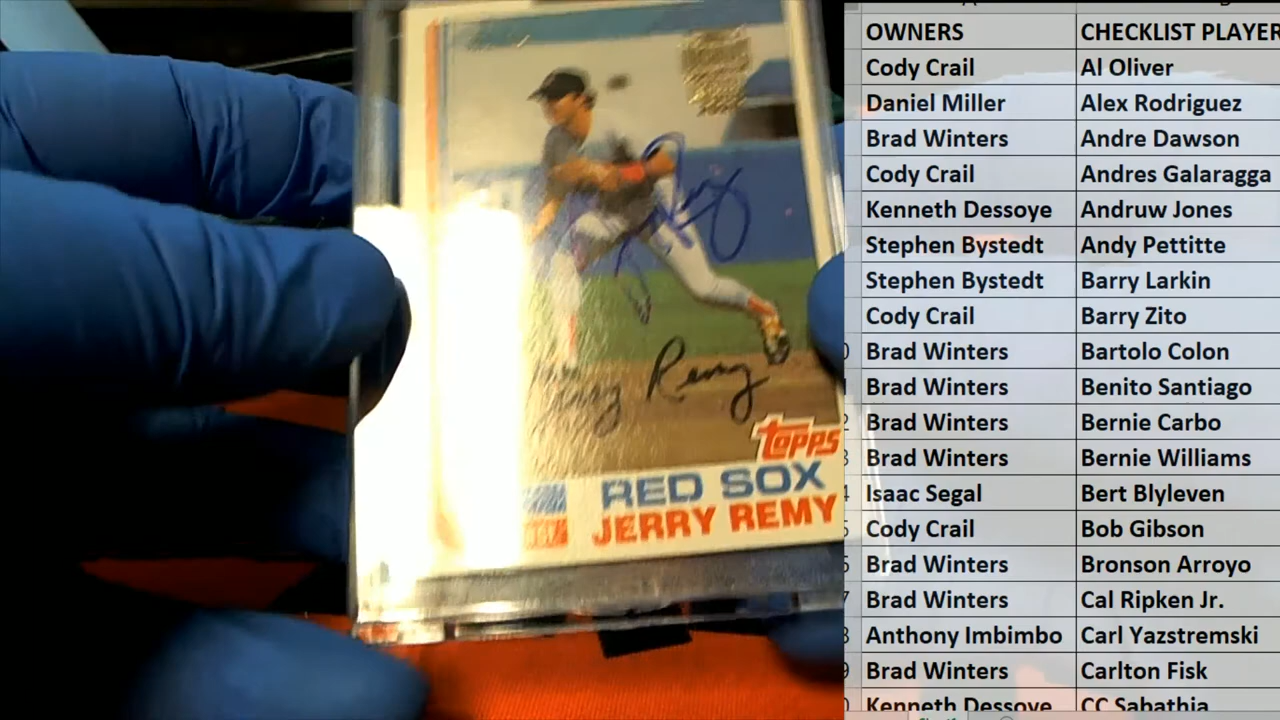 Jerry Remy
TOPPS
RED SOX
JERRY REMY
OWNERS CHECKLIST PLAYER
Cody Crail Al Oliver
Daniel Miller Alex Rodriguez
Brad Winters Andre Dawson
Cody Crail Andres Galaragga
Kenneth Dessoye Andruw Jones
Stephen Bystedt Andy Pettitte
Stephen Bystedt Barry Larkin
Cody Crail Barry Zito
Brad Winters Bartolo Colon
Brad Winters Benito Santiago
Brad Winters Bernie Carbo
Brad Winters Bernie Williams
Isaac Segal Bert Blyleven
Cody Crail Bob Gibson
Brad Winters Bronson Arroyo
Brad Winters Cal Ripken Jr.
Anthony Imbimbo Carl Yazstremski
Brad Winters Carlton Fisk
Kenneth Dessoye CC Sabathia